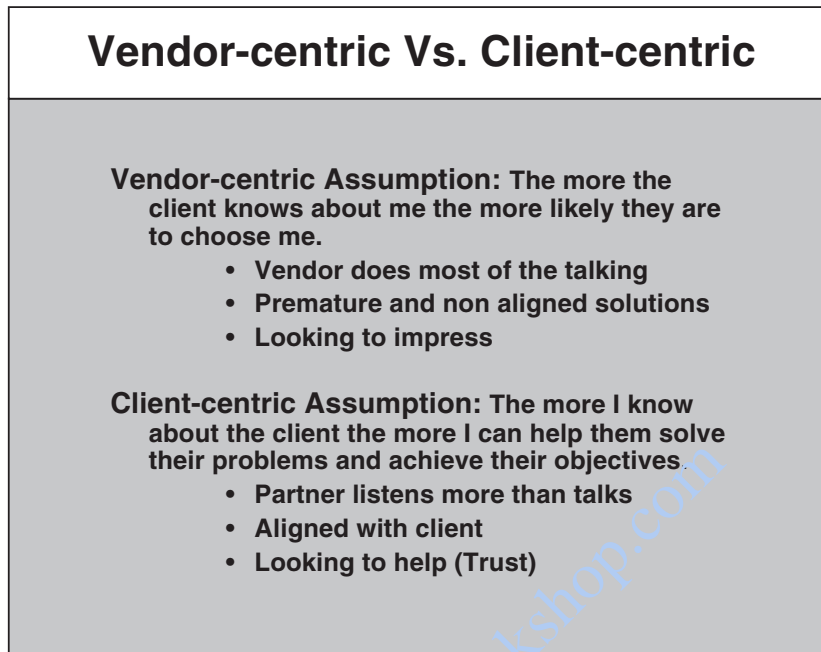 Vendor-centric Vs. Client-centric
Vendor-centric Assumption: The more the
client knows about me the more likely they are
to choose me.
• Vendor does most of the talking
• Premature and non aligned solutions
• Looking to impress
Client-centric Assumption: The more I know
about the client the more I can help them solve
their problems and achieve their objectives.
• Partner listens more than talks
• Aligned with client
• Looking to help (Trust)
kshop.com